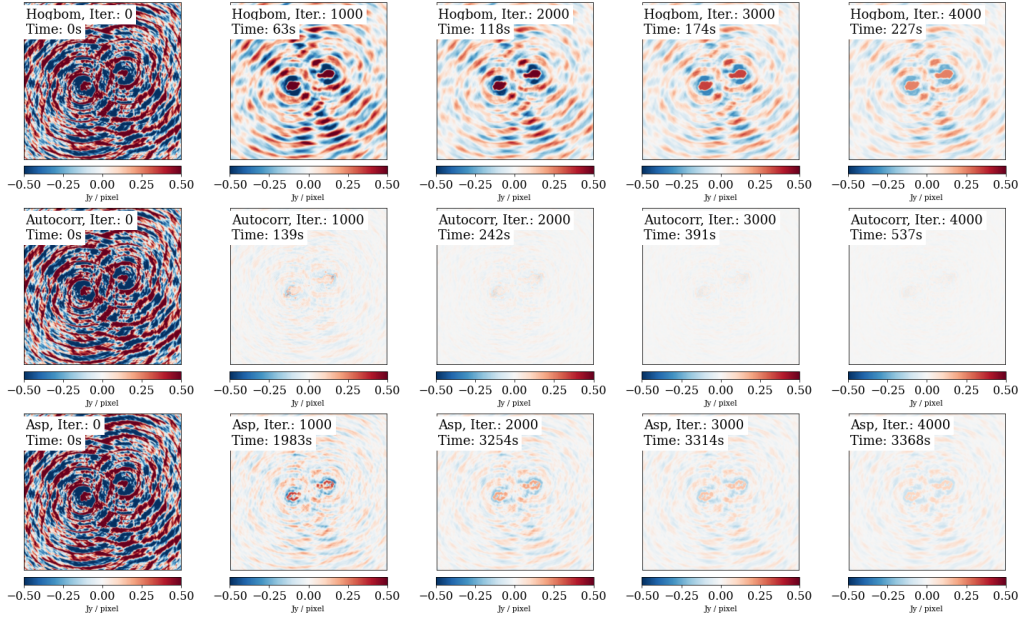 Hogbom, Iter.: 0
Time: 0s
Hogbom, Iter.: 1000
Time: 63s
Hogbom, Iter.: 2000
Time: 118s
Hogbom, Iter.: 3000
Time: 174s
Hogbom, Iter.: 4000
Time: 227s
−0.50 −0.25 0.00 0.25 0.50
Jy / pixel
−0.50 −0.25 0.00 0.25 0.50
Jy / pixel
−0.50 −0.25 0.00 0.25 0.50
Jy / pixel
−0.50 −0.25 0.00 0.25 0.50
Jy / pixel
−0.50 −0.25 0.00 0.25 0.50
Jy / pixel
Autocorr, Iter.: 0
Time: 0s
Autocorr, Iter.: 1000
Time: 139s
Autocorr, Iter.: 2000
Time: 242s
Autocorr, Iter.: 3000
Time: 391s
Autocorr, Iter.: 4000
Time: 537s
−0.50 −0.25 0.00 0.25 0.50
Jy / pixel
−0.50 −0.25 0.00 0.25 0.50
Jy / pixel
−0.50 −0.25 0.00 0.25 0.50
Jy / pixel
−0.50 −0.25 0.00 0.25 0.50
Jy / pixel
−0.50 −0.25 0.00 0.25 0.50
Jy / pixel
Asp, Iter.: 0
Time: 0s
Asp, Iter.: 1000
Time: 1983s
Asp, Iter.: 2000
Time: 3254s
Asp, Iter.: 3000
Time: 3314s
Asp, Iter.: 4000
Time: 3368s
−0.50 −0.25 0.00 0.25 0.50
Jy / pixel
−0.50 −0.25 0.00 0.25 0.50
Jy / pixel
−0.50 −0.25 0.00 0.25 0.50
Jy / pixel
−0.50 −0.25 0.00 0.25 0.50
Jy / pixel
−0.50 −0.25 0.00 0.25 0.50
Jy / pixel